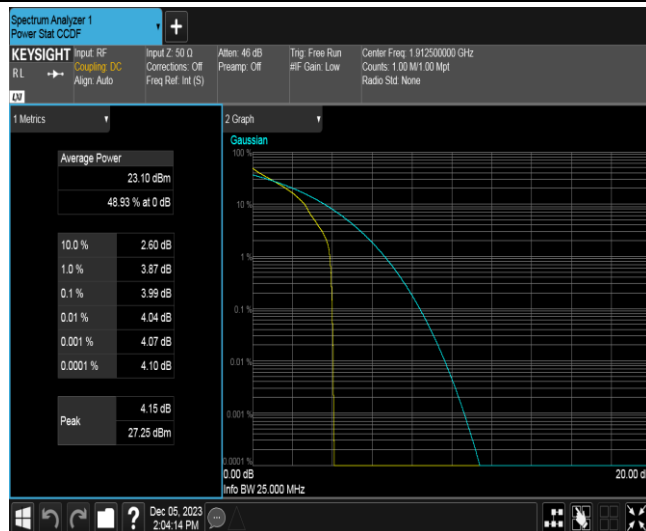 Spectrum Analyzer 1
Power Stat CCDF
+
KEYSIGHT
RL
Input: RF
Coupling: DC
Align: Auto
Input Z: 50 Ω
Corrections: Off
Freq Ref: Int (S)
Atten: 46 dB
Preamp: Off
Trig: Free Run
#IF Gain: Low
Center Freq: 1.912500000 GHz
Counts: 1.00 M/1.00 Mpt
Radio Std: None
1 Metrics
Average Power
23.10 dBm
48.93 % at 0 dB
10.0 % 2.60 dB
1.0 % 3.87 dB
0.1 % 3.99 dB
0.01 % 4.04 dB
0.001 % 4.07 dB
0.0001 % 4.10 dB
Peak
4.15 dB
27.25 dBm
2 Graph
Gaussian
100 %
10 %
1 %
0.1 %
0.01 %
0.001 %
0.0001 %
0.00 dB
20.00 d
Info BW 25.000 MHz
?
Dec 05, 2023
2:04:14 PM